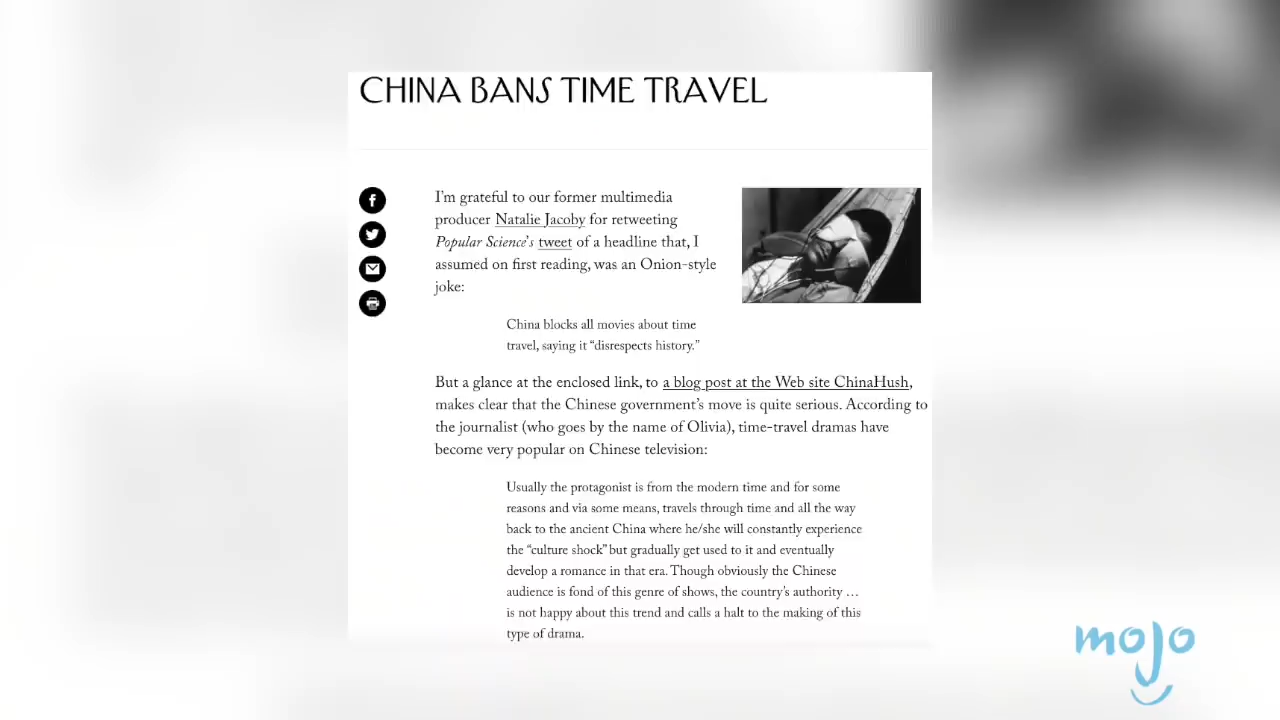 CHINA BANS TIME TRAVEL
I'm grateful to our former multimedia
producer Natalie Jacoby for retweeting
Popular Science's tweet of a headline that, I
assumed on first reading, was an Onion-style
joke:
China blocks all movies about time
travel, saying it “disrespects history.”
But a glance at the enclosed link, to a blog post at the Web site ChinaHush,
makes clear that the Chinese government's move is quite serious. According to
the journalist (who goes by the name of Olivia), time-travel dramas have
become very popular on Chinese television:
Usually the protagonist is from the modern time and for some
reasons and via some means, travels through time and all the way
back to the ancient China where he/she will constantly experience
the “culture shock” but gradually get used to it and eventually
develop a romance in that era. Though obviously the Chinese
audience is fond of this genre of shows, the country's authority …
is not happy about this trend and calls a halt to the making of this
type of drama.
mojo